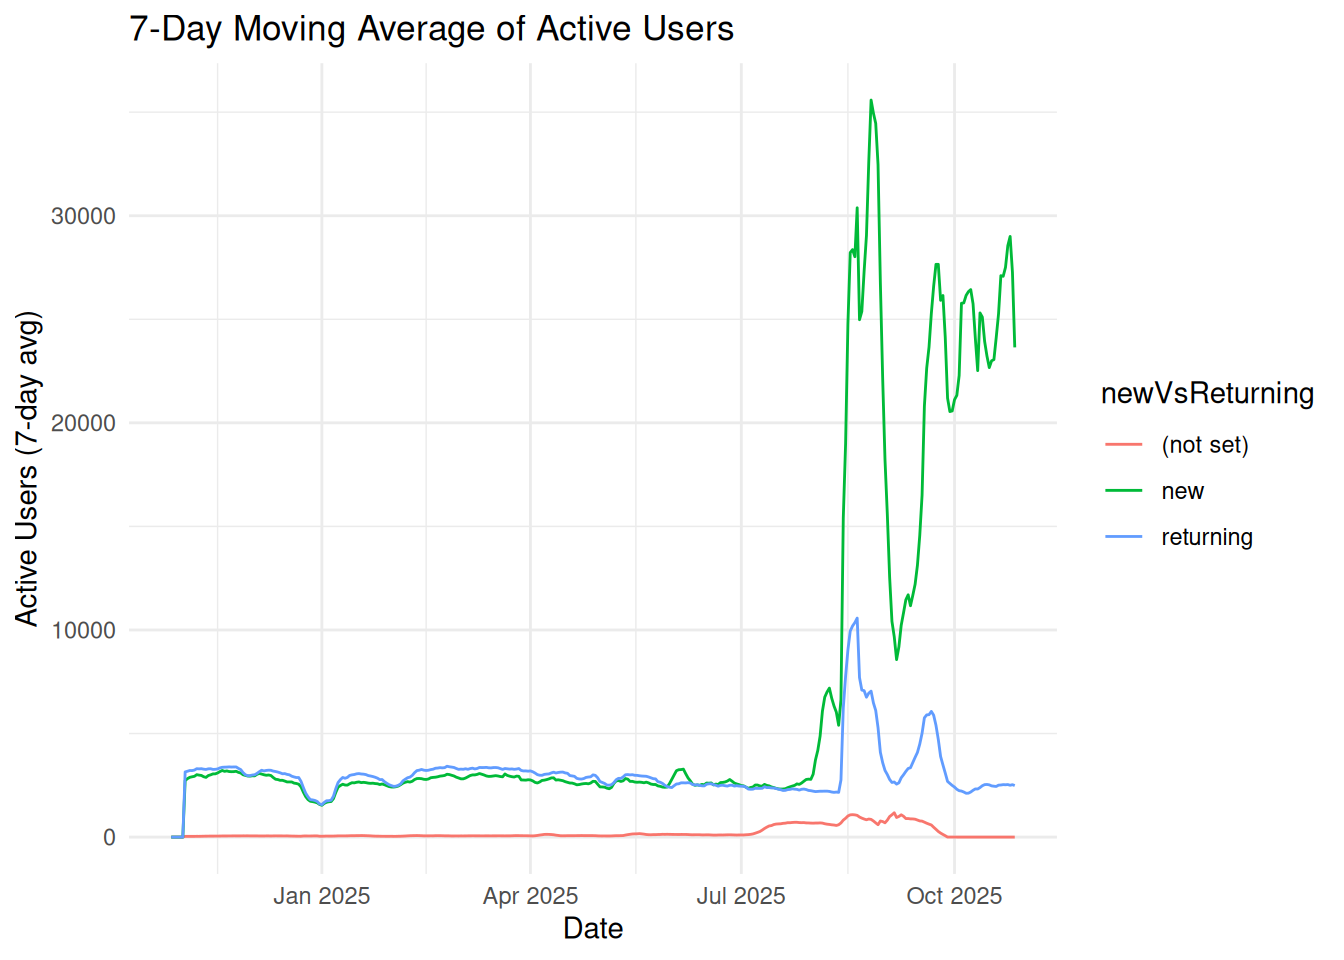 7-Day Moving Average of Active Users
Active Users (7-day avg)
30000
20000
10000
0
Jan 2025
Apr 2025
Jul 2025
Oct 2025
Date
newVsReturning
(not set)
new
returning